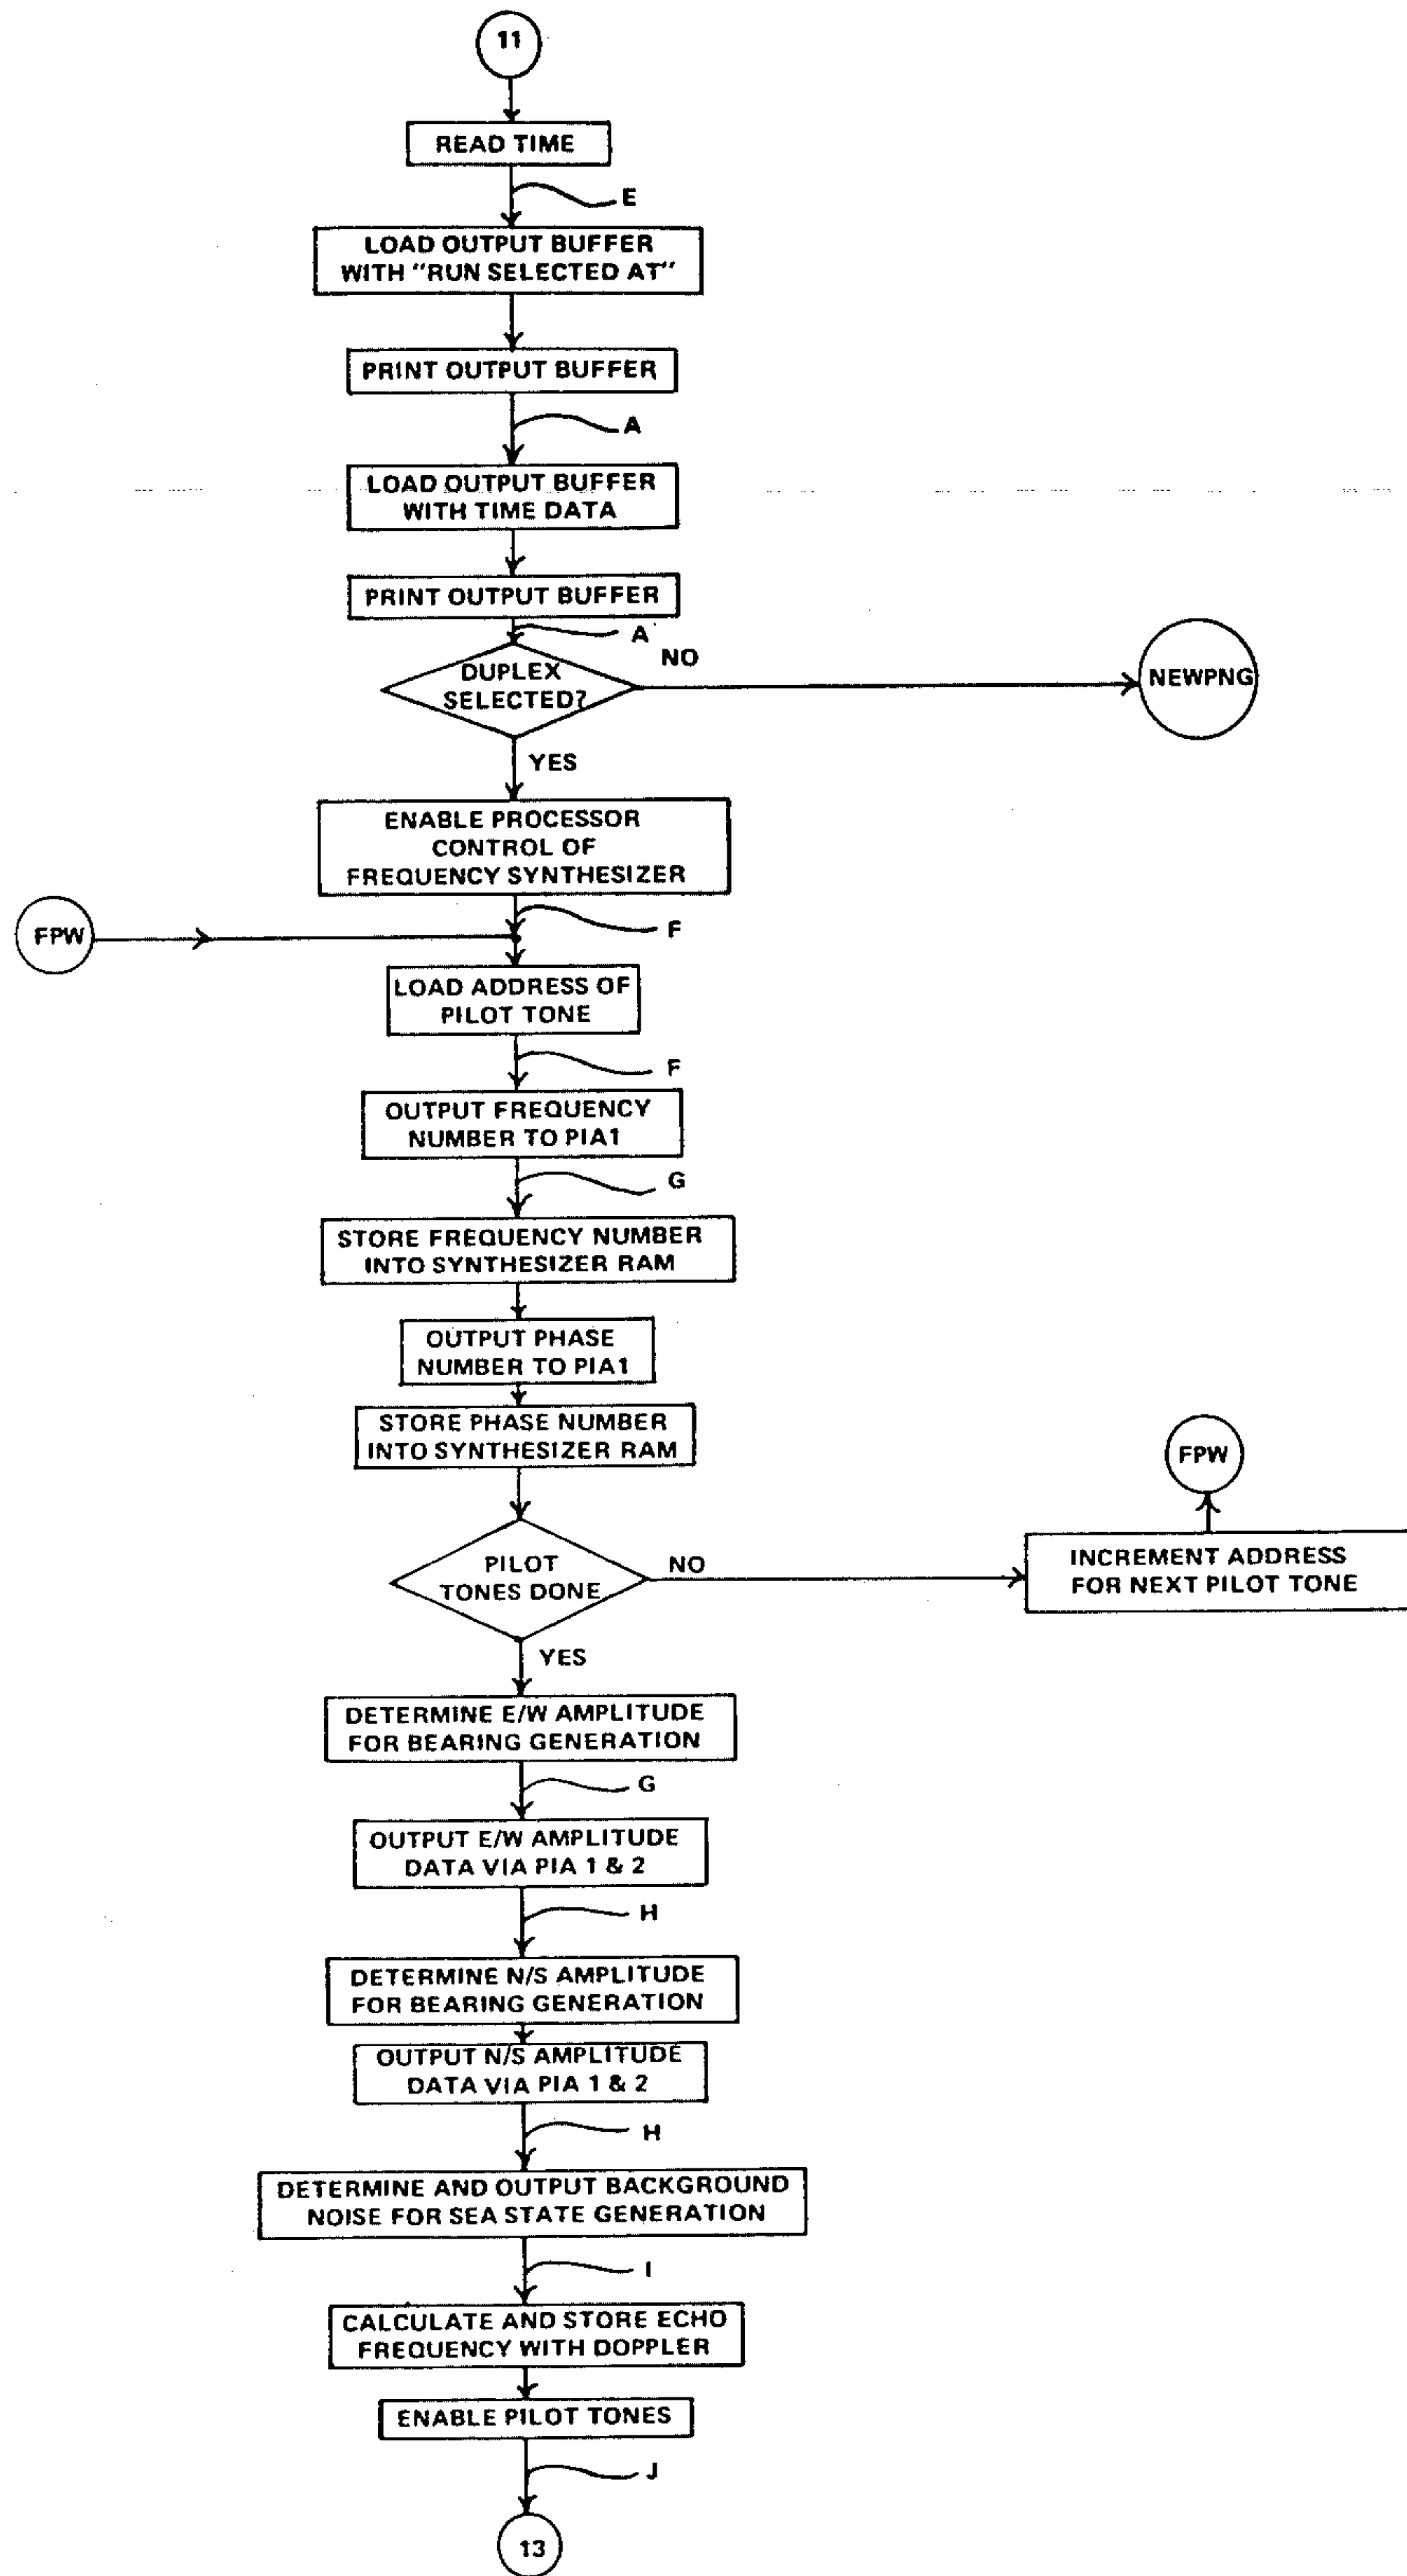 11
READ TIME
E
LOAD OUTPUT BUFFER
WITH "RUN SELECTED AT"
PRINT OUTPUT BUFFER
A
LOAD OUTPUT BUFFER
WITH TIME DATA
PRINT OUTPUT BUFFER
A
DUPLEX
SELECTED?
NO
NEWPNG
YES
ENABLE PROCESSOR
CONTROL OF
FREQUENCY SYNTHESIZER
FPW
F
LOAD ADDRESS OF
PILOT TONE
F
OUTPUT FREQUENCY
NUMBER TO PIA1
G
STORE FREQUENCY NUMBER
INTO SYNTHESIZER RAM
OUTPUT PHASE
NUMBER TO PIA1
STORE PHASE NUMBER
INTO SYNTHESIZER RAM
PILOT
TONES DONE
NO
INCREMENT ADDRESS
FOR NEXT PILOT TONE
FPW
YES
DETERMINE E/W AMPLITUDE
FOR BEARING GENERATION
G
OUTPUT E/W AMPLITUDE
DATA VIA PIA 1 & 2
H
DETERMINE N/S AMPLITUDE
FOR BEARING GENERATION
OUTPUT N/S AMPLITUDE
DATA VIA PIA 1 & 2
H
DETERMINE AND OUTPUT BACKGROUND
NOISE FOR SEA STATE GENERATION
I
CALCULATE AND STORE ECHO
FREQUENCY WITH DOPPLER
ENABLE PILOT TONES
J
13